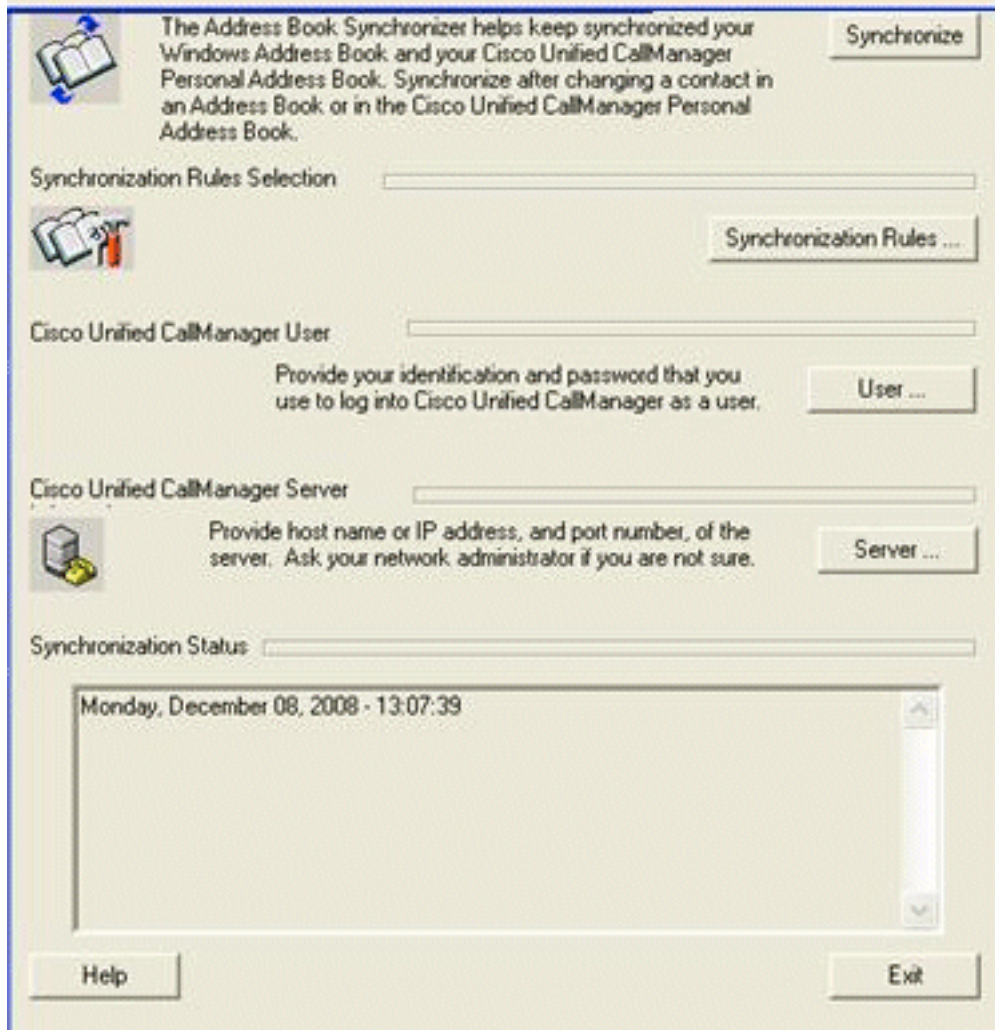 The Address Book Synchronizer helps keep synchronized your
Windows Address Book and your Cisco Unified CallManager
Personal Address Book. Synchronize after changing a contact in
an Address Book or in the Cisco Unified CallManager Personal
Address Book.
Synchronize
Synchronization Rules Selection
Synchronization Rules ...
Cisco Unified CallManager User
Provide your identification and password that you
use to log into Cisco Unified CallManager as a user.
User ...
Cisco Unified CallManager Server
Provide host name or IP address, and port number, of the
server. Ask your network administrator if you are not sure.
Server ...
Synchronization Status
Monday, December 08, 2008 - 13:07:39
Help
Exit